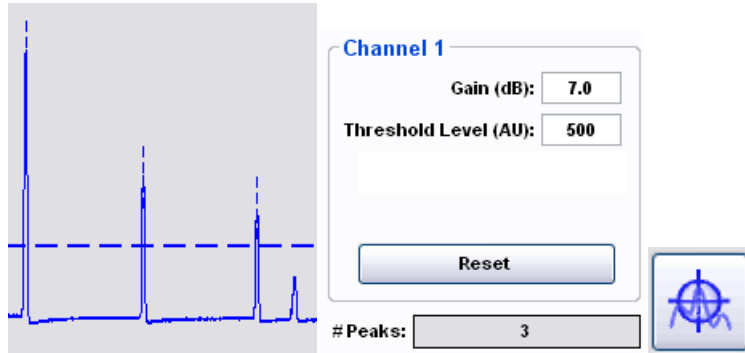 Channel 1
Gain (dB): 7.0
Threshold Level (AU): 500
Reset
# Peaks: 3